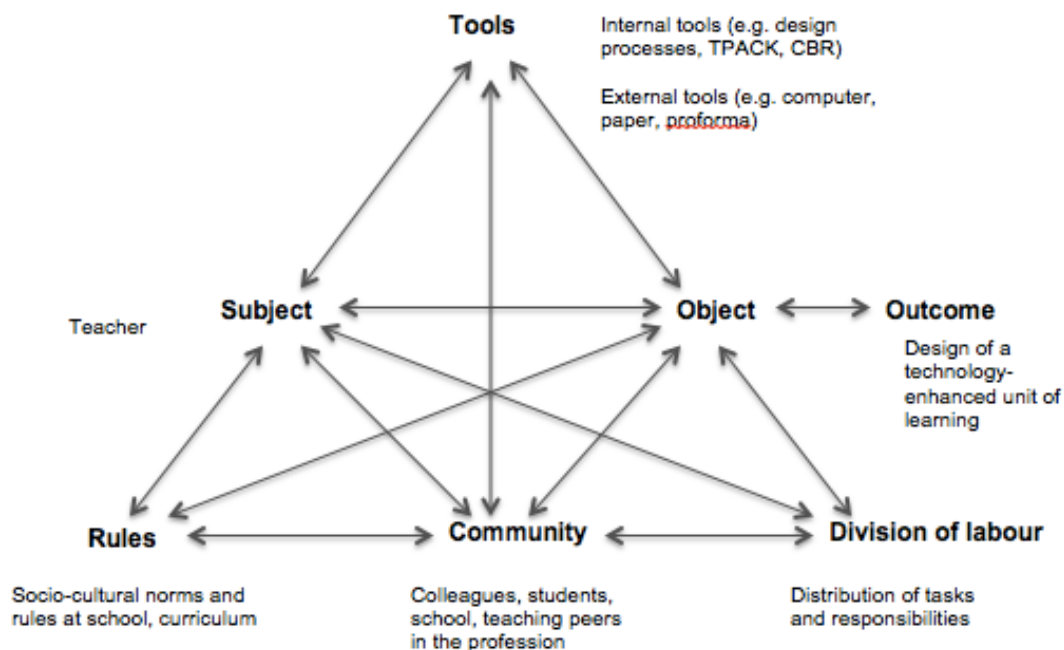 Tools
Internal tools (e.g. design
processes, TPACK, CBR)
External tools (e.g. computer,
paper, proforma)
Subject
Object
Outcome
Teacher
Design of a
technology-
enhanced unit of
learning
Rules
Community
Division of labour
Socio-cultural norms and
rules at school, curriculum
Colleagues, students,
school, teaching peers
in the profession
Distribution of tasks
and responsibilities